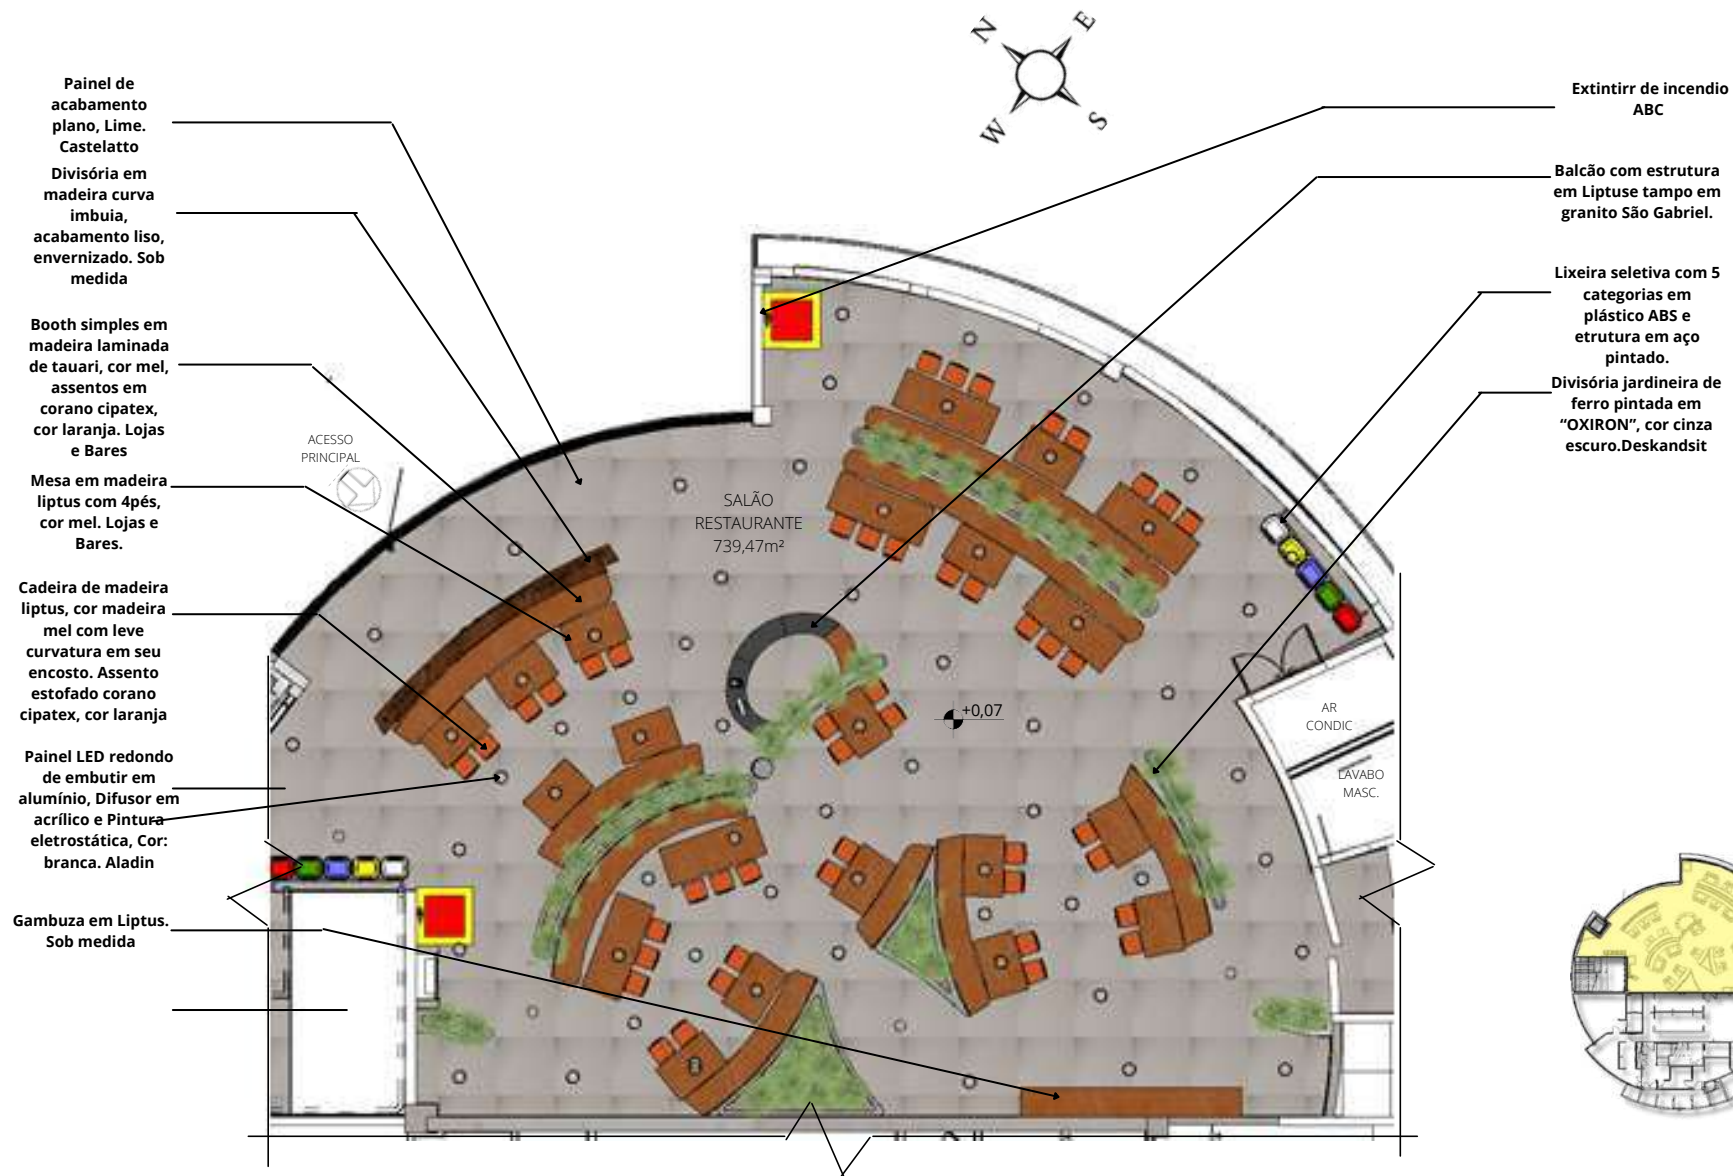 N
E
W
S
Painel de
acabamento
plano, Lime.
Castelatto
Divisória em
madeira curva
imbuia,
acabamento liso,
envernizado. Sob
medida
Booth simples em
madeira laminada
de tauari, cor mel,
assentos em
corano cipatex,
cor laranja. Lojas
e Bares
Mesa em madeira
liptus com 4pés,
cor mel. Lojas e
Bares.
Cadeira de madeira
liptus, cor madeira
mel com leve
curvatura em seu
encosto. Assento
estofado corano
cipatex, cor laranja
Painel LED redondo
de embutir em
alumínio, Difusor em
acrílico e Pintura
eletrostática, Cor:
branca. Aladin
Gambuza em Liptus.
Sob medida
ACESSO
PRINCIPAL
SALÃO
RESTAURANTE
739,47m²
+0,07
AR
CONDIC
LAVABO
MASC.
Extintirr de incendio
ABC
Balcão com estrutura
em Liptuse tampo em
granito São Gabriel.
Lixeira seletiva com 5
categorias em
plástico ABS e
etrutura em aço
pintado.
Divisória jardineira de
ferro pintada em
“OXIRON”, cor cinza
escuro.Deskandsit